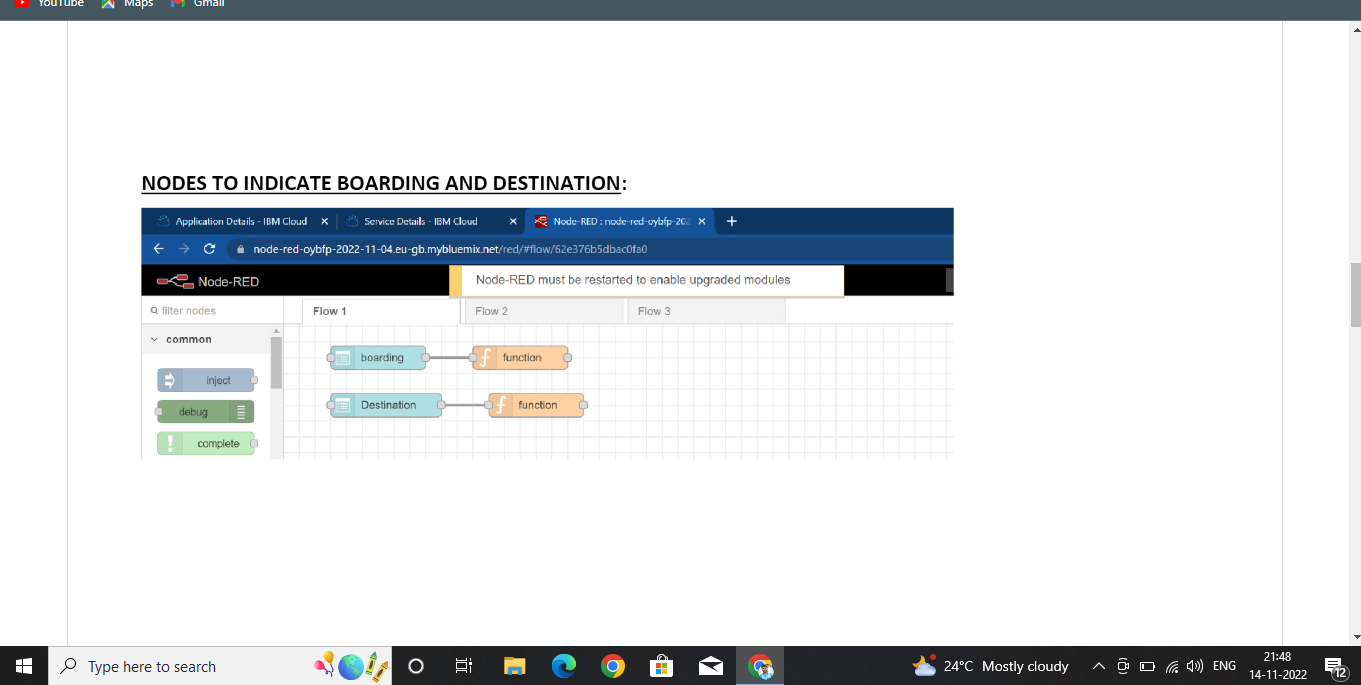 YouTube Maps Gmail
NODES TO INDICATE BOARDING AND DESTINATION:
Application Details - IBM Cloud Service Details - IBM Cloud Node-RED : node-red-oybfp-202
node-red-oybfp-2022-11-04.eu-gb.mybluemix.net/red/#flow/62e376b5dbac0fa0
Node-RED Node-RED must be restarted to enable upgraded modules
filter nodes Flow 1 Flow 2 Flow 3
common
boarding function
inject
Destination function
debug
complete
Type here to search 24°C Mostly cloudy ENG 21:48
14-11-2022 12